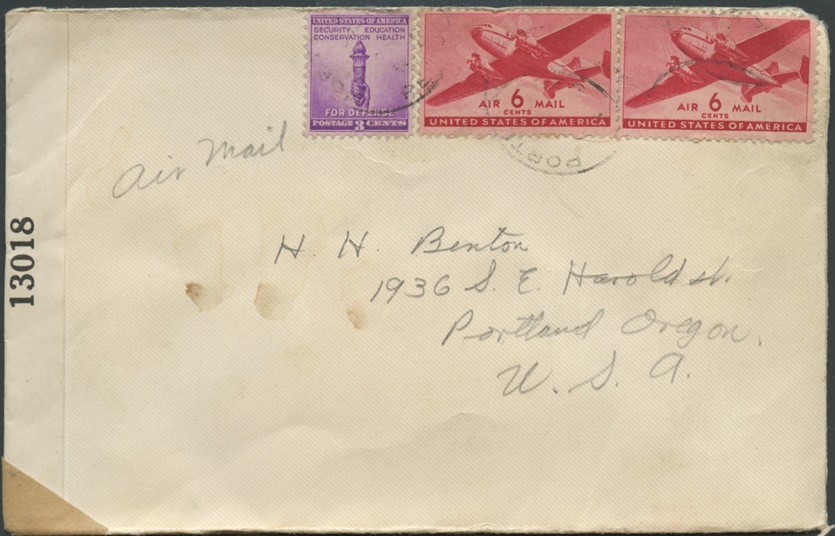 UNITED STATES OF AMERICA
SECURITY EDUCATION
CONSERVATION HEALTH
FOR DEFENSE
POSTAGE 3 CENTS
AIR 6 MAIL
CENTS
UNITED STATES OF AMERICA
AIR 6 MAIL
CENTS
UNITED STATES OF AMERICA
Air Mail
13018
H. H. Benton
1936 S. E. Harold st.
Portland Oregon.
U. S. A.